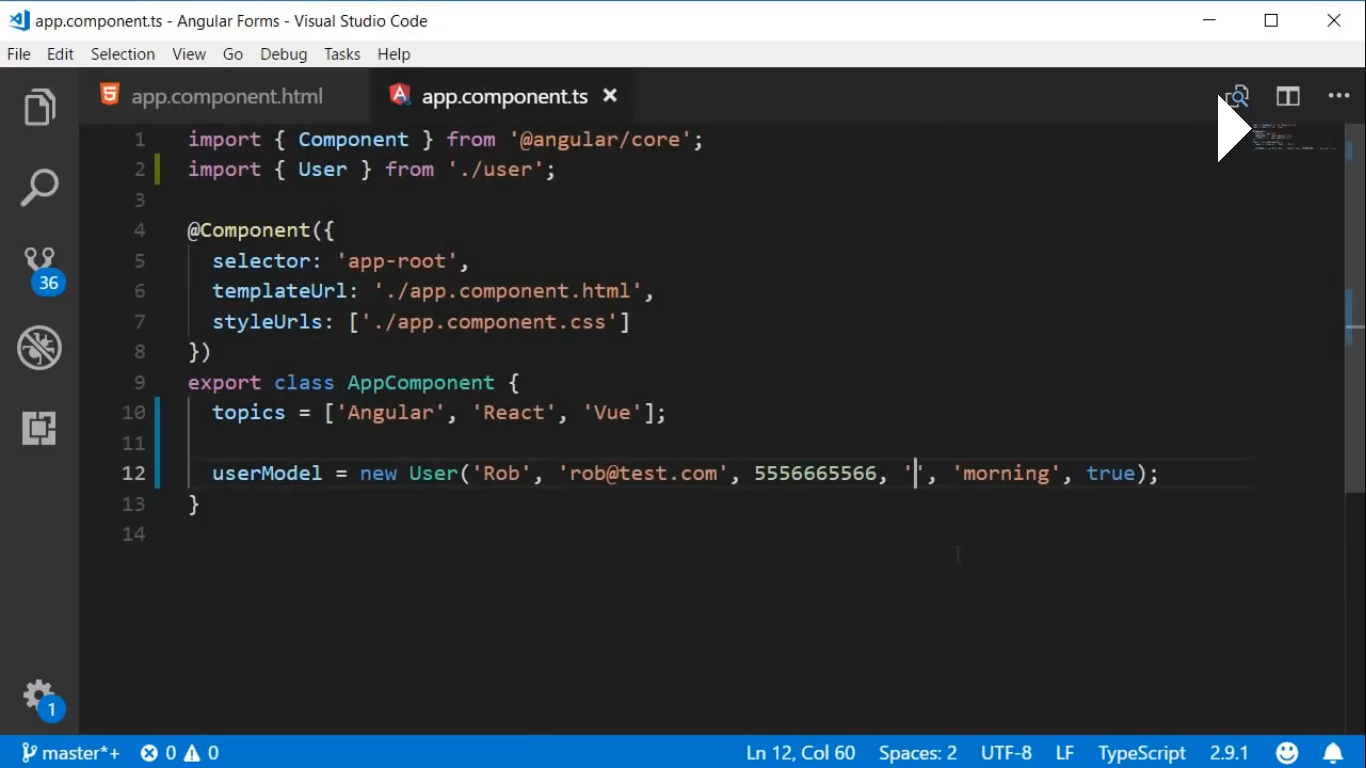 app.component.ts - Angular Forms - Visual Studio Code
File Edit Selection View Go Debug Tasks Help
app.component.html app.component.ts
1 import { Component } from '@angular/core';
2 import { User } from './user';
3
4 @Component({
5 selector: 'app-root',
6 templateUrl: './app.component.html',
7 styleUrls: ['./app.component.css']
8 })
9 export class AppComponent {
10 topics = ['Angular', 'React', 'Vue'];
11
12 userModel = new User('Rob', 'rob@test.com', 5556665566, '', 'morning', true);
13 }
14
36
1
master*+ 0 0 Ln 12, Col 60 Spaces: 2 UTF-8 LF TypeScript 2.9.1